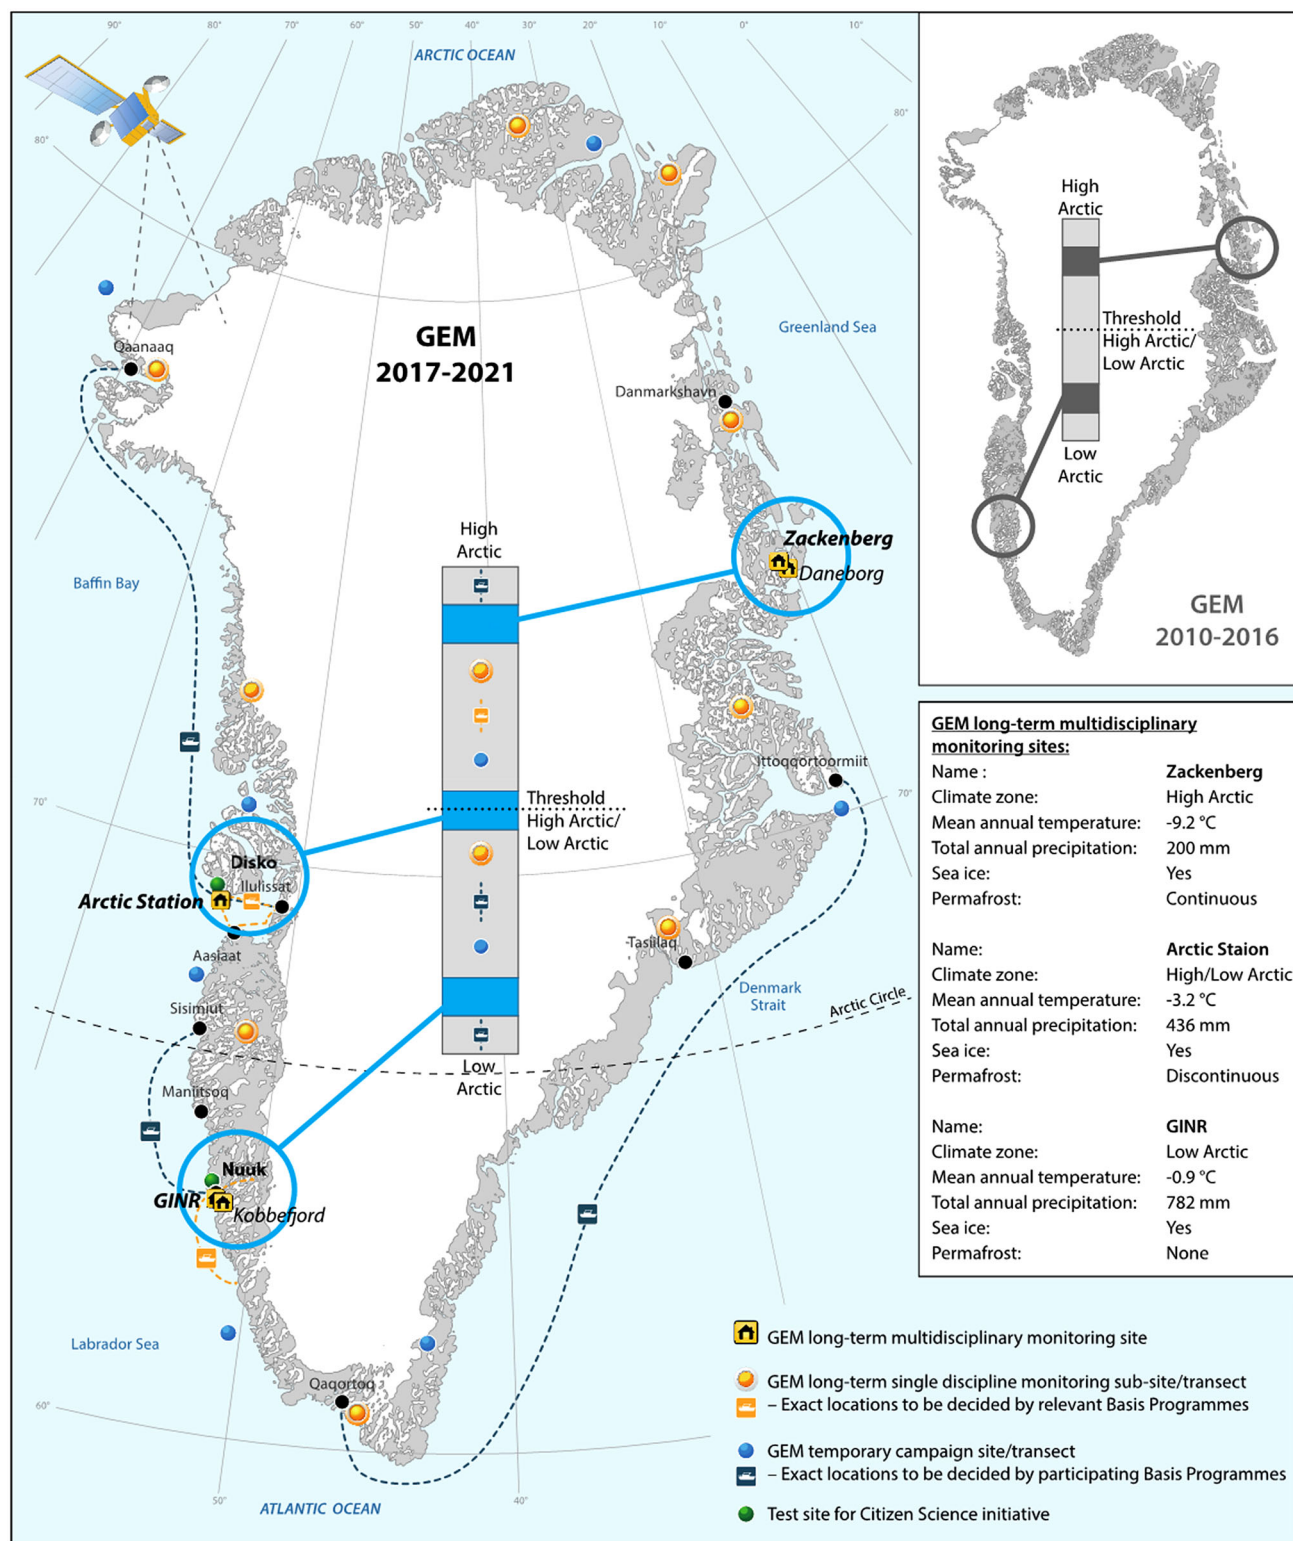 90°
80°
70°
60°
50°
40°
30°
20°
10°
0°
10°
ARCTIC OCEAN
80°
80°
GEM
2017-2021
Greenland Sea
Qaanaaq
Danmarkshavn
Zackenberg
Daneborg
High
Arctic
Baffin Bay
Threshold
High Arctic/
Low Arctic
Ittoqqortoormiit
70°
70°
Disko
Ilulissat
Arctic Station
Aasiaat
Tasiilaq
Denmark
Strait
Arctic Circle
Sisimiut
Low
Arctic
Maniitsoq
Nuuk
GINR
Kobbefjord
Labrador Sea
Qaqortoq
60°
50°
40°
ATLANTIC OCEAN
High
Arctic
Threshold
High Arctic/
Low Arctic
Low
Arctic
GEM
2010-2016
GEM long-term multidisciplinary
monitoring sites:
Name : Zackenberg
Climate zone: High Arctic
Mean annual temperature: -9.2 °C
Total annual precipitation: 200 mm
Sea ice: Yes
Permafrost: Continuous
Name: Arctic Staion
Climate zone: High/Low Arctic
Mean annual temperature: -3.2 °C
Total annual precipitation: 436 mm
Sea ice: Yes
Permafrost: Discontinuous
Name: GINR
Climate zone: Low Arctic
Mean annual temperature: -0.9 °C
Total annual precipitation: 782 mm
Sea ice: Yes
Permafrost: None
GEM long-term multidisciplinary monitoring site
GEM long-term single discipline monitoring sub-site/transect
– Exact locations to be decided by relevant Basis Programmes
GEM temporary campaign site/transect
– Exact locations to be decided by participating Basis Programmes
Test site for Citizen Science initiative